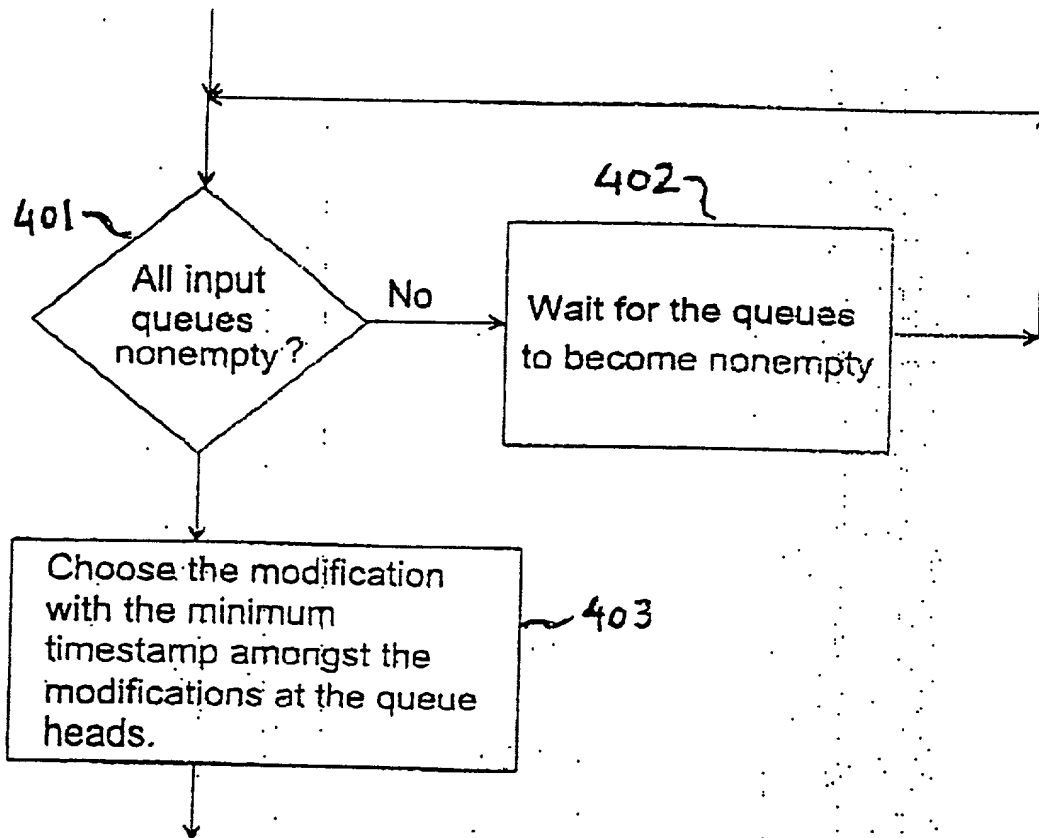 401
All input
queues
nonempty?
No
402
Wait for the queues
to become nonempty
Choose the modification
with the minimum
timestamp amongst the
modifications at the queue
heads.
403